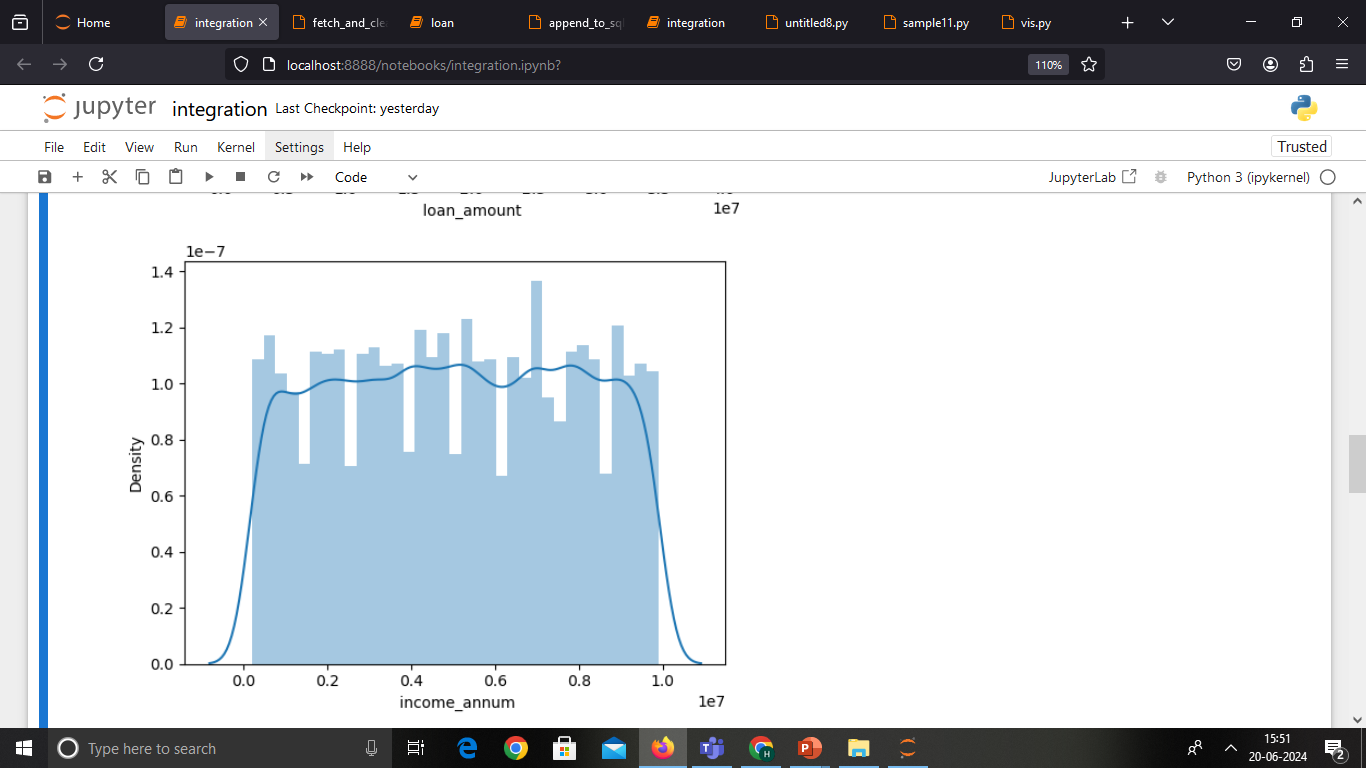 Home integration fetch_and_cle loan append_to_sq integration untitled8.py sample11.py vis.py
localhost:8888/notebooks/integration.ipynb? 110%
jupyter integration Last Checkpoint: yesterday
File Edit View Run Kernel Settings Help Trusted
Code JupyterLab Python 3 (ipykernel)
loan_amount 1e7
1e−7
1.4
1.2
1.0
0.8
0.6
0.4
0.2
0.0
Density
0.0 0.2 0.4 0.6 0.8 1.0
income_annum 1e7
Type here to search
15:51
20-06-2024
2